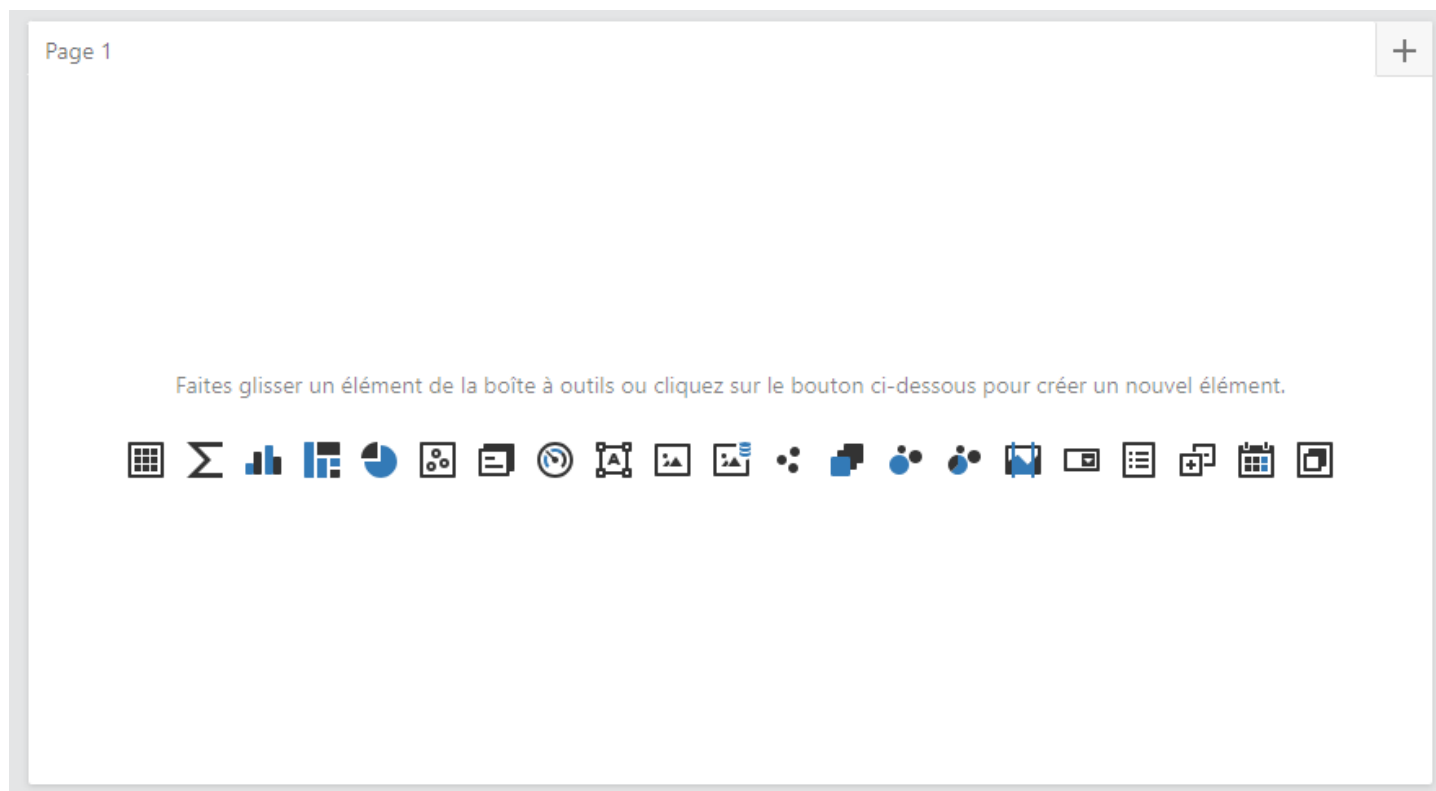 Page 1
Faites glisser un élément de la boîte à outils ou cliquez sur le bouton ci-dessous pour créer un nouvel élément.
A